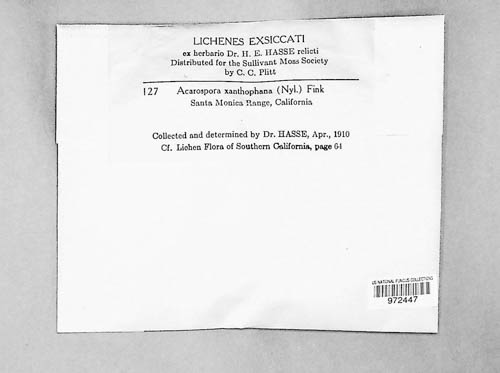 LICHENES EXSICCATI
ex herbario Dr. H. E. HASSE relicti
Distributed for the Sullivant Moss Society
by C. C. Plitt
127 Acarospora xanthophana (Nyl.) Fink
Santa Monica Range, California
Collected and determined by Dr. HASSE, Apr., 1910
Cf. Lichen Flora of Southern California, page 64
US NATIONAL FUNGUS COLLECTIONS
972447